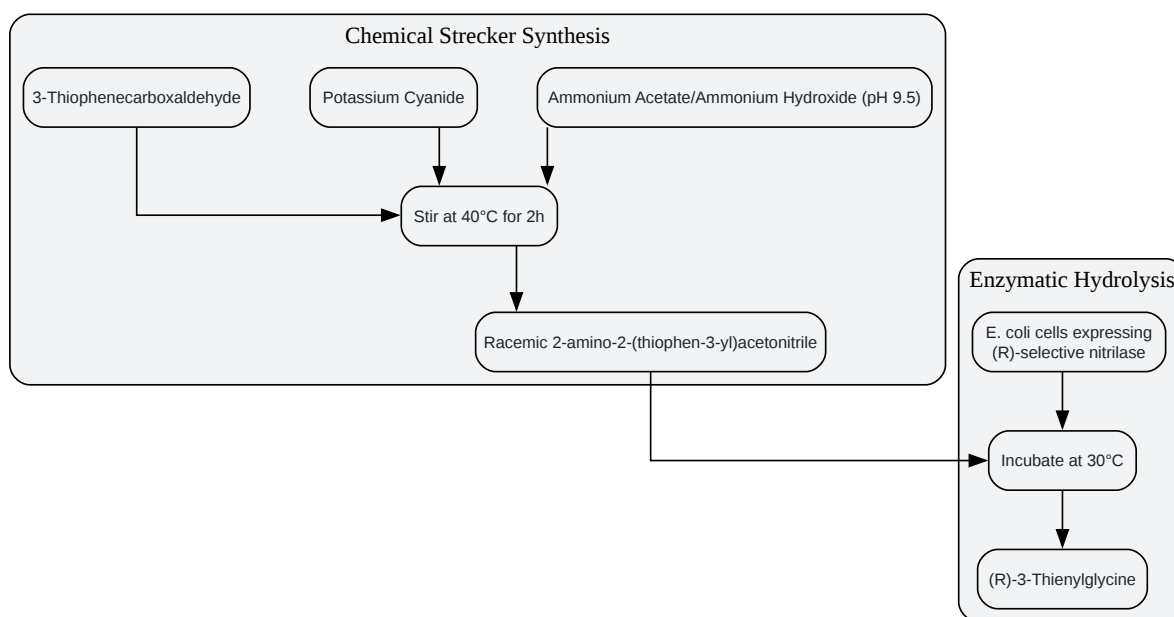 Chemical Strecker Synthesis
3-Thiophenecarboxaldehyde
Potassium Cyanide
Ammonium Acetate/Ammonium Hydroxide (pH 9.5)
Stir at 40°C for 2h
Racemic 2-amino-2-(thiophen-3-yl)acetonitrile
Enzymatic Hydrolysis
E. coli cells expressing
(R)-selective nitrilase
Incubate at 30°C
(R)-3-Thienylglycine